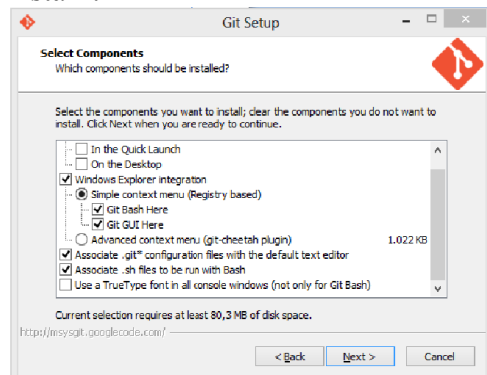 Git Setup
Select Components
Which components should be installed?
Select the components you want to install; clear the components you do not want to
install. Click Next when you are ready to continue.
In the Quick Launch
On the Desktop
Windows Explorer integration
Simple context menu (Registry based)
Git Bash Here
Git GUI Here
Advanced context menu (git-cheetah plugin) 1.022 KB
Associate .git* configuration files with the default text editor
Associate .sh files to be run with Bash
Use a TrueType font in all console windows (not only for Git Bash)
Current selection requires at least 80,3 MB of disk space.
http://msysgit.googlecode.com/
< Back Next > Cancel